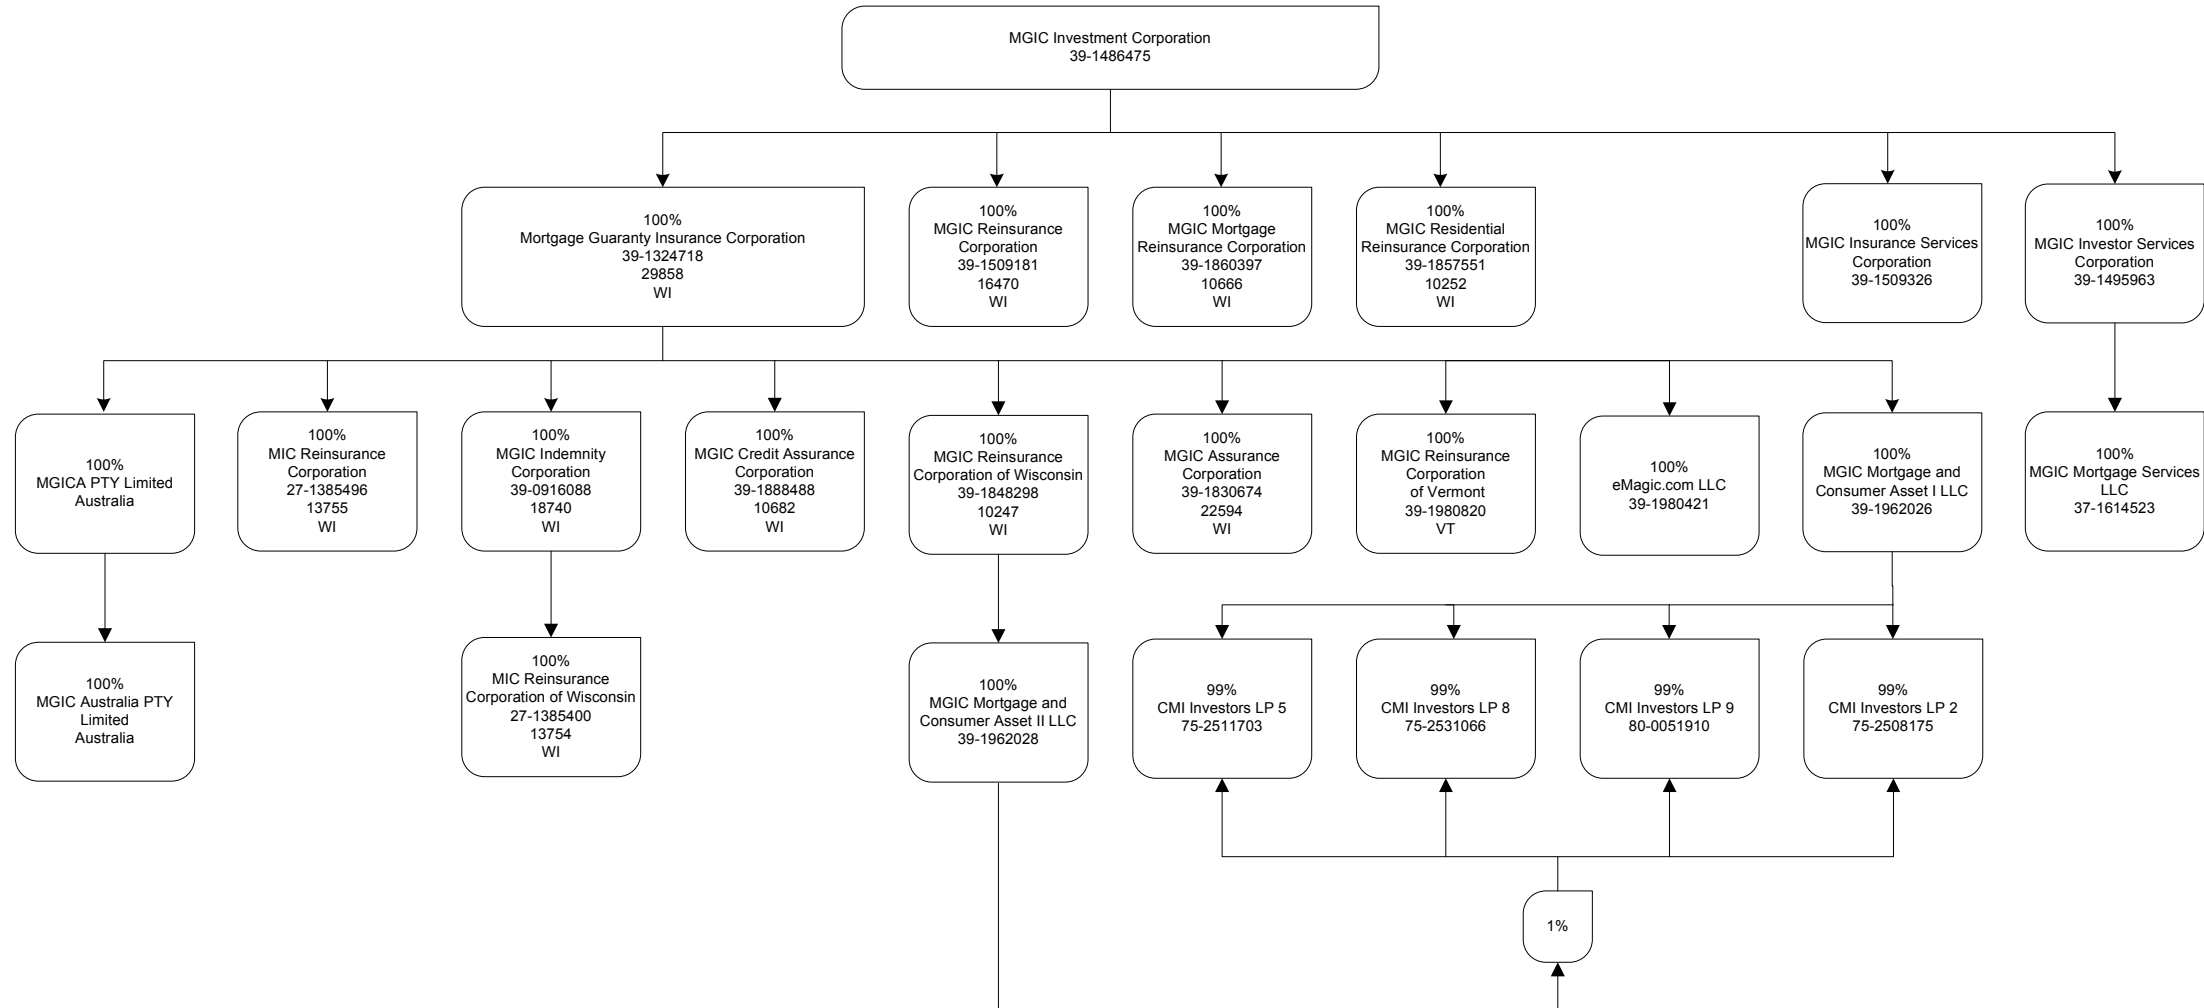 MGIC Investment Corporation
39-1486475
100%
Mortgage Guaranty Insurance Corporation
39-1324718
29858
WI
100%
MGIC Reinsurance
Corporation
39-1509181
16470
WI
100%
MGIC Mortgage
Reinsurance Corporation
39-1860397
10666
WI
100%
MGIC Residential
Reinsurance Corporation
39-1857551
10252
WI
100%
MGIC Insurance Services
Corporation
39-1509326
100%
MGIC Investor Services
Corporation
39-1495963
100%
MGICA PTY Limited
Australia
100%
MIC Reinsurance
Corporation
27-1385496
13755
WI
100%
MGIC Indemnity
Corporation
39-0916088
18740
WI
100%
MGIC Credit Assurance
Corporation
39-1888488
10682
WI
100%
MGIC Reinsurance
Corporation of Wisconsin
39-1848298
10247
WI
100%
MGIC Assurance
Corporation
39-1830674
22594
WI
100%
MGIC Reinsurance
Corporation
of Vermont
39-1980820
VT
100%
eMagic.com LLC
39-1980421
100%
MGIC Mortgage and
Consumer Asset I LLC
39-1962026
100%
MGIC Mortgage Services
LLC
37-1614523
100%
MGIC Australia PTY
Limited
Australia
100%
MIC Reinsurance
Corporation of Wisconsin
27-1385400
13754
WI
100%
MGIC Mortgage and
Consumer Asset II LLC
39-1962028
99%
CMI Investors LP 5
75-2511703
99%
CMI Investors LP 8
75-2531066
99%
CMI Investors LP 9
80-0051910
99%
CMI Investors LP 2
75-2508175
1%